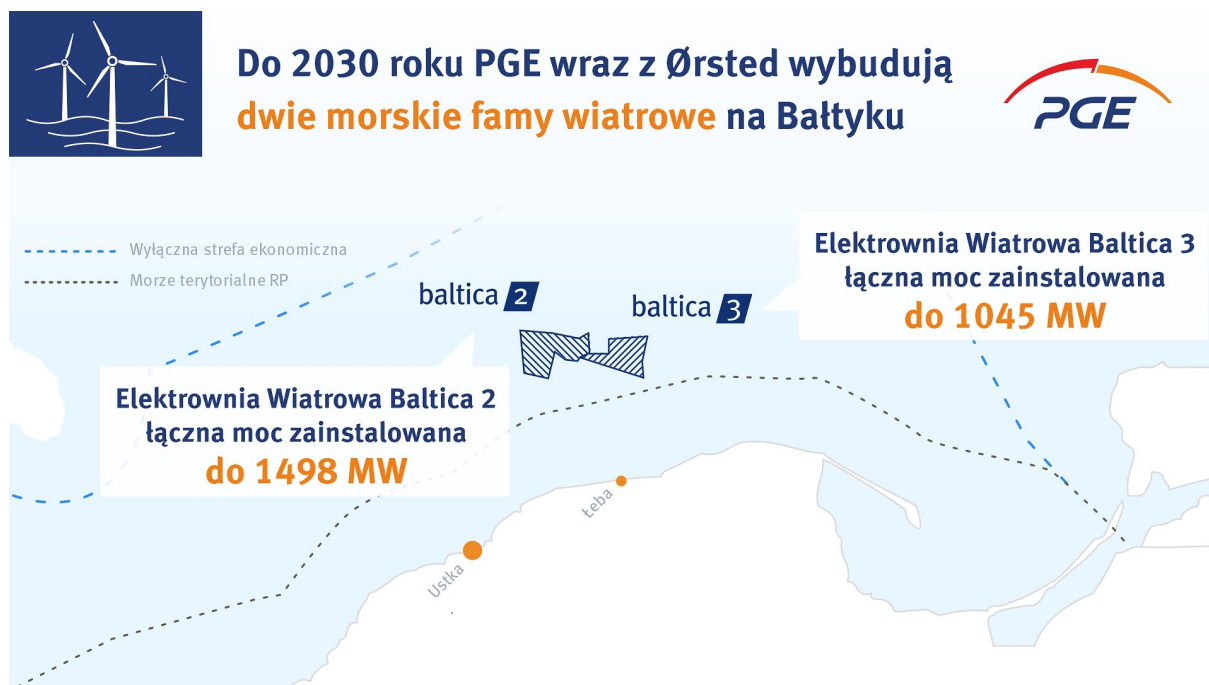 Do 2030 roku PGE wraz z Ørsted wybudują
dwie morskie famy wiatrowe na Bałtyku
PGE
Wyłączna strefa ekonomiczna
Morze terytorialne RP
baltica 2
baltica 3
Elektrownia Wiatrowa Baltica 3
łączna moc zainstalowana
do 1045 MW
Elektrownia Wiatrowa Baltica 2
łączna moc zainstalowana
do 1498 MW
Łeba
Ustka